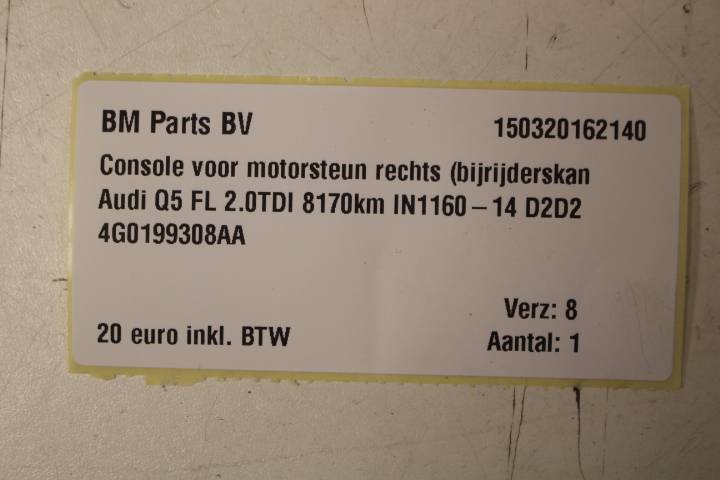 BM Parts BV 150320162140
Console voor motorsteun rechts (bijrijderskan
Audi Q5 FL 2.0TDI 8170km IN1160 – 14 D2D2
4G0199308AA
Verz: 8
20 euro inkl. BTW Aantal: 1